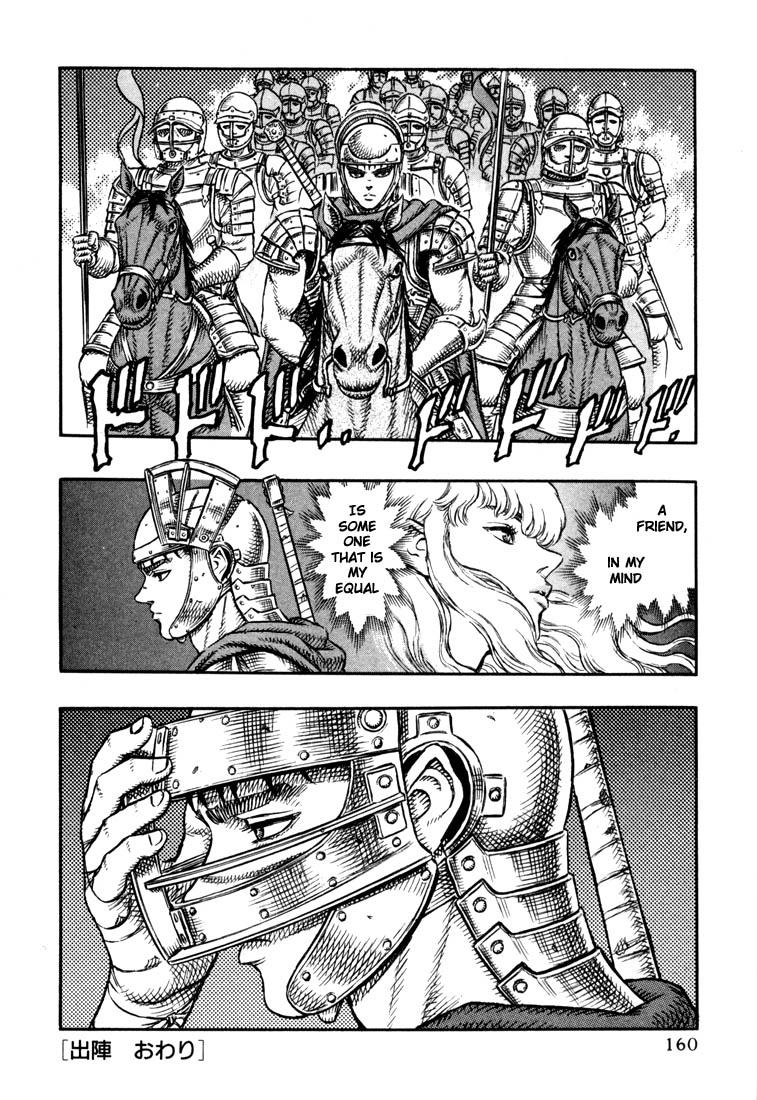 ドドド‥ドドドド‥
A
FRIEND,
IN MY
MIND
IS
SOME
ONE
THAT IS
MY
EQUAL
[出陣 おわり]
160